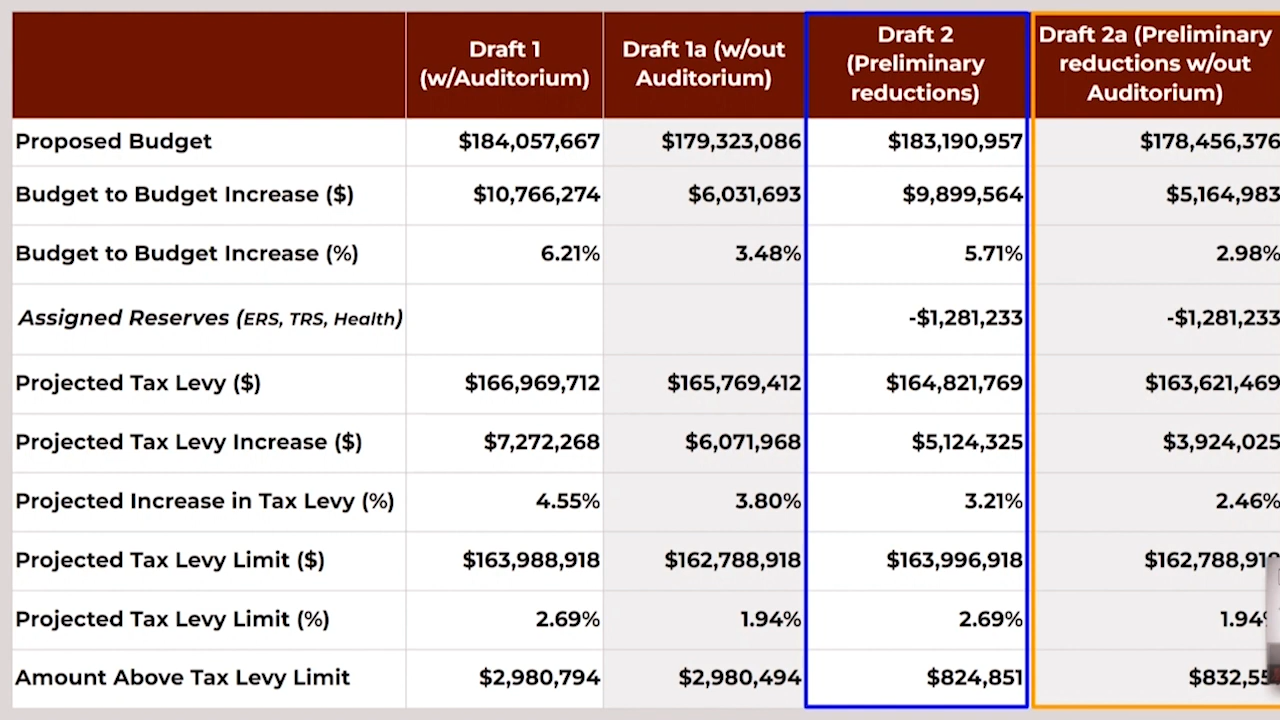 Draft 1 (w/Auditorium) Draft 1a (w/out Auditorium) Draft 2 (Preliminary reductions) Draft 2a (Preliminary reductions w/out Auditorium)
Proposed Budget $184,057,667 $179,323,086 $183,190,957 $178,456,376
Budget to Budget Increase ($) $10,766,274 $6,031,693 $9,899,564 $5,164,983
Budget to Budget Increase (%) 6.21% 3.48% 5.71% 2.98%
Assigned Reserves (ERS, TRS, Health) -$1,281,233 -$1,281,233
Projected Tax Levy ($) $166,969,712 $165,769,412 $164,821,769 $163,621,469
Projected Tax Levy Increase ($) $7,272,268 $6,071,968 $5,124,325 $3,924,025
Projected Increase in Tax Levy (%) 4.55% 3.80% 3.21% 2.46%
Projected Tax Levy Limit ($) $163,988,918 $162,788,918 $163,996,918
Projected Tax Levy Limit (%) 2.69% 1.94% 2.69% 1.94%
Amount Above Tax Levy Limit $2,980,794 $2,980,494 $824,851